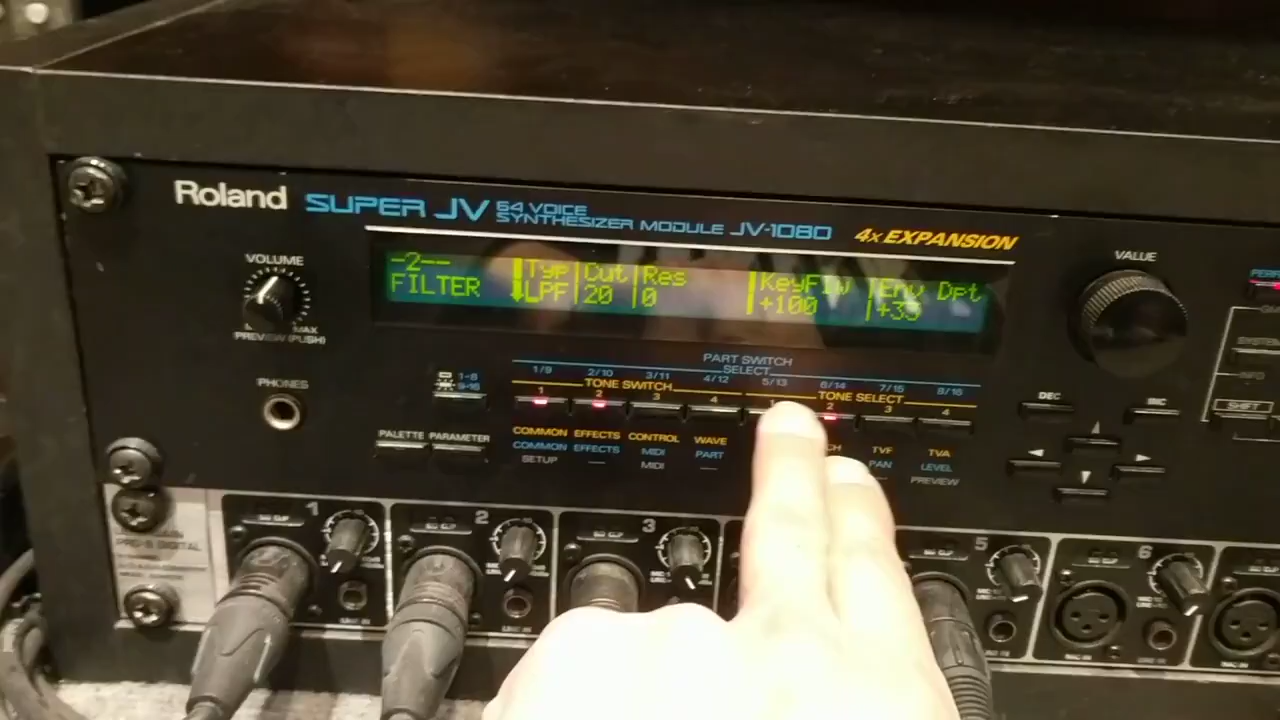 Roland SUPER JV 64 VOICE
SYNTHESIZER MODULE JV-1080
4x EXPANSION
VOLUME
MAX
PREVIEW (PUSH)
PHONES
-2-- Typ Cut Res KeyFlw Env Dpt
FILTER LPF 20 0 +100 +33
VALUE
PART SWITCH
SELECT
1/9 2/10 3/11 4/12 5/13 6/14 7/15 8/16
TONE SWITCH TONE SELECT
1 2 3 4 1 2 3 4
1-8
9-16
PALETTE PARAMETER
COMMON EFFECTS CONTROL WAVE TVF TVA
COMMON EFFECTS MIDI PART PAN LEVEL
SETUP MIDI PREVIEW
DEC INC
SHIFT
1 2 3 5 6